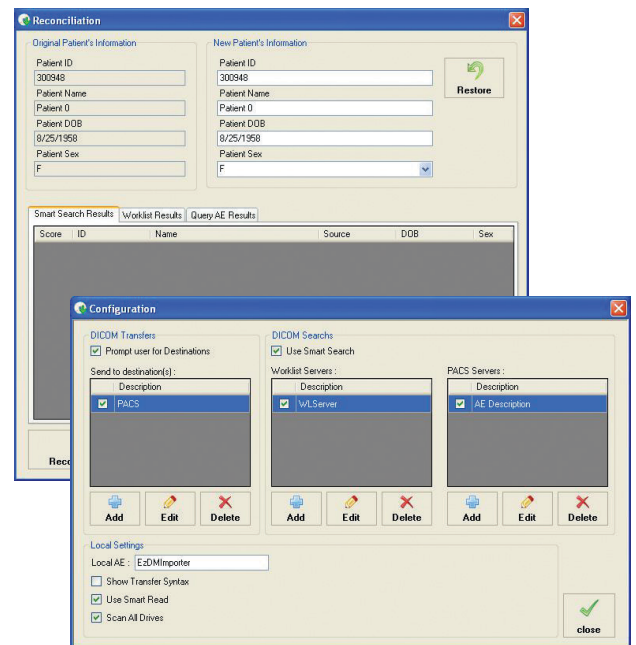 Reconciliation
Original Patient's Information
New Patient's Information
Patient ID
Patient ID
300948
300948
Restore
Patient Name
Patient Name
Patient 0
Patient 0
Patient DOB
Patient DOB
8/25/1958
8/25/1958
Patient Sex
Patient Sex
F
F
Smart Search Results Worklist Results Query AE Results
Score ID Name Source DOB Sex
Configuration
DICOM Transfers
DICOM Searchs
Prompt user for Destinations
Use Smart Search
Send to destination(s) :
Worklist Servers :
PACS Servers :
Description
Description
Description
PACS
WLServer
AE Description
Reco
Add Edit Delete
Add Edit Delete
Add Edit Delete
Local Settings
Local AE : EzDMImporter
Show Transfer Syntax
Use Smart Read
Scan All Drives
close